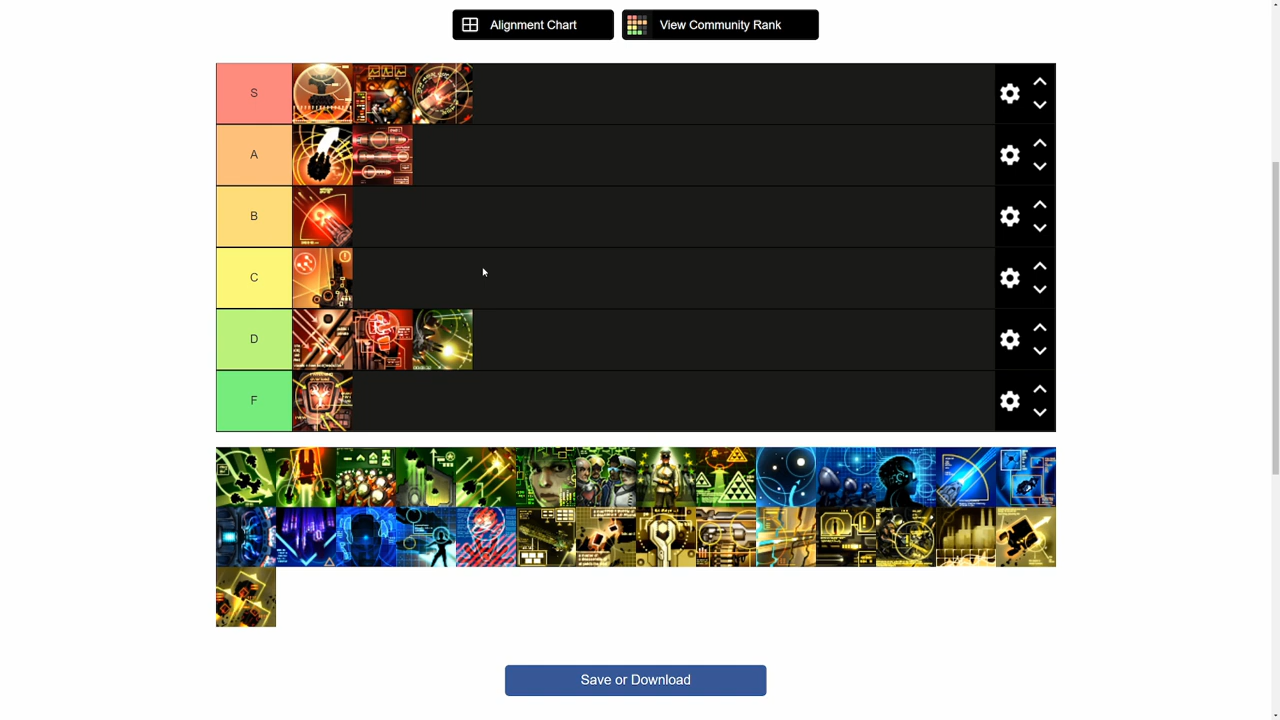 Alignment Chart
View Community Rank
S
A
B
C
D
F
Save or Download